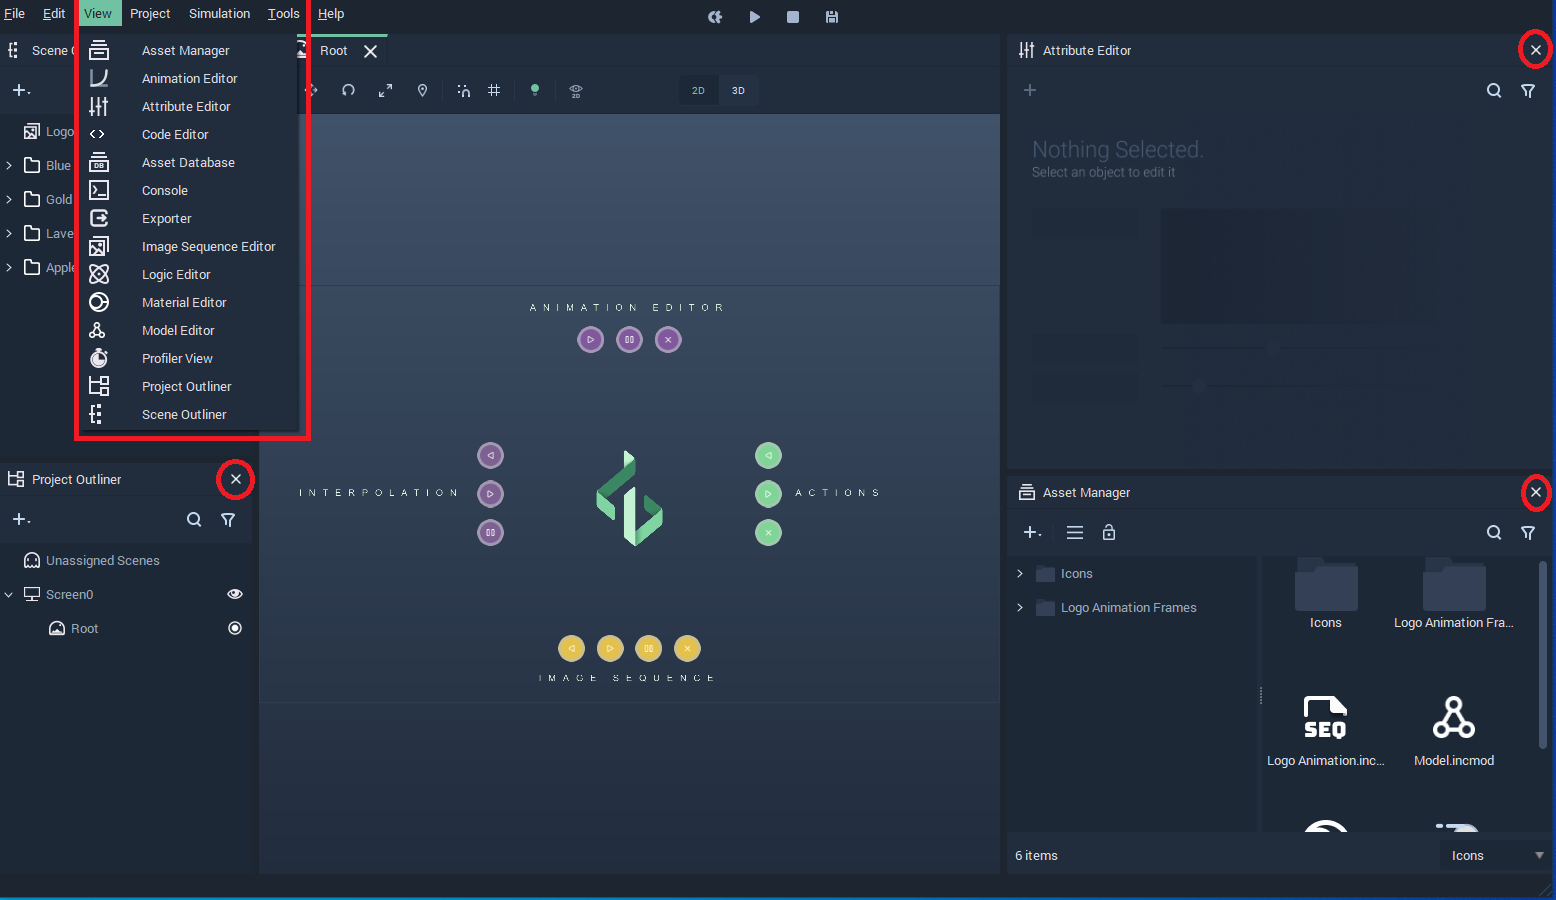 File Edit View Project Simulation Tools Help
Scene
Root
Attribute Editor
Asset Manager
Animation Editor
Attribute Editor
Code Editor
Asset Database
DB
Console
Exporter
Image Sequence Editor
Logic Editor
Material Editor
Model Editor
Profiler View
Project Outliner
Scene Outliner
Logo
Blue
Gold
Lave
Apple
2D
2D 3D
Nothing Selected.
Select an object to edit it
ANIMATION EDITOR
INTERPOLATION
ACTIONS
IMAGE SEQUENCE
Project Outliner
Unassigned Scenes
Screen0
Root
Asset Manager
Icons
Logo Animation Frames
Icons
Logo Animation Fra...
SEQ
Logo Animation.inc...
Model.incmod
6 items
Icons